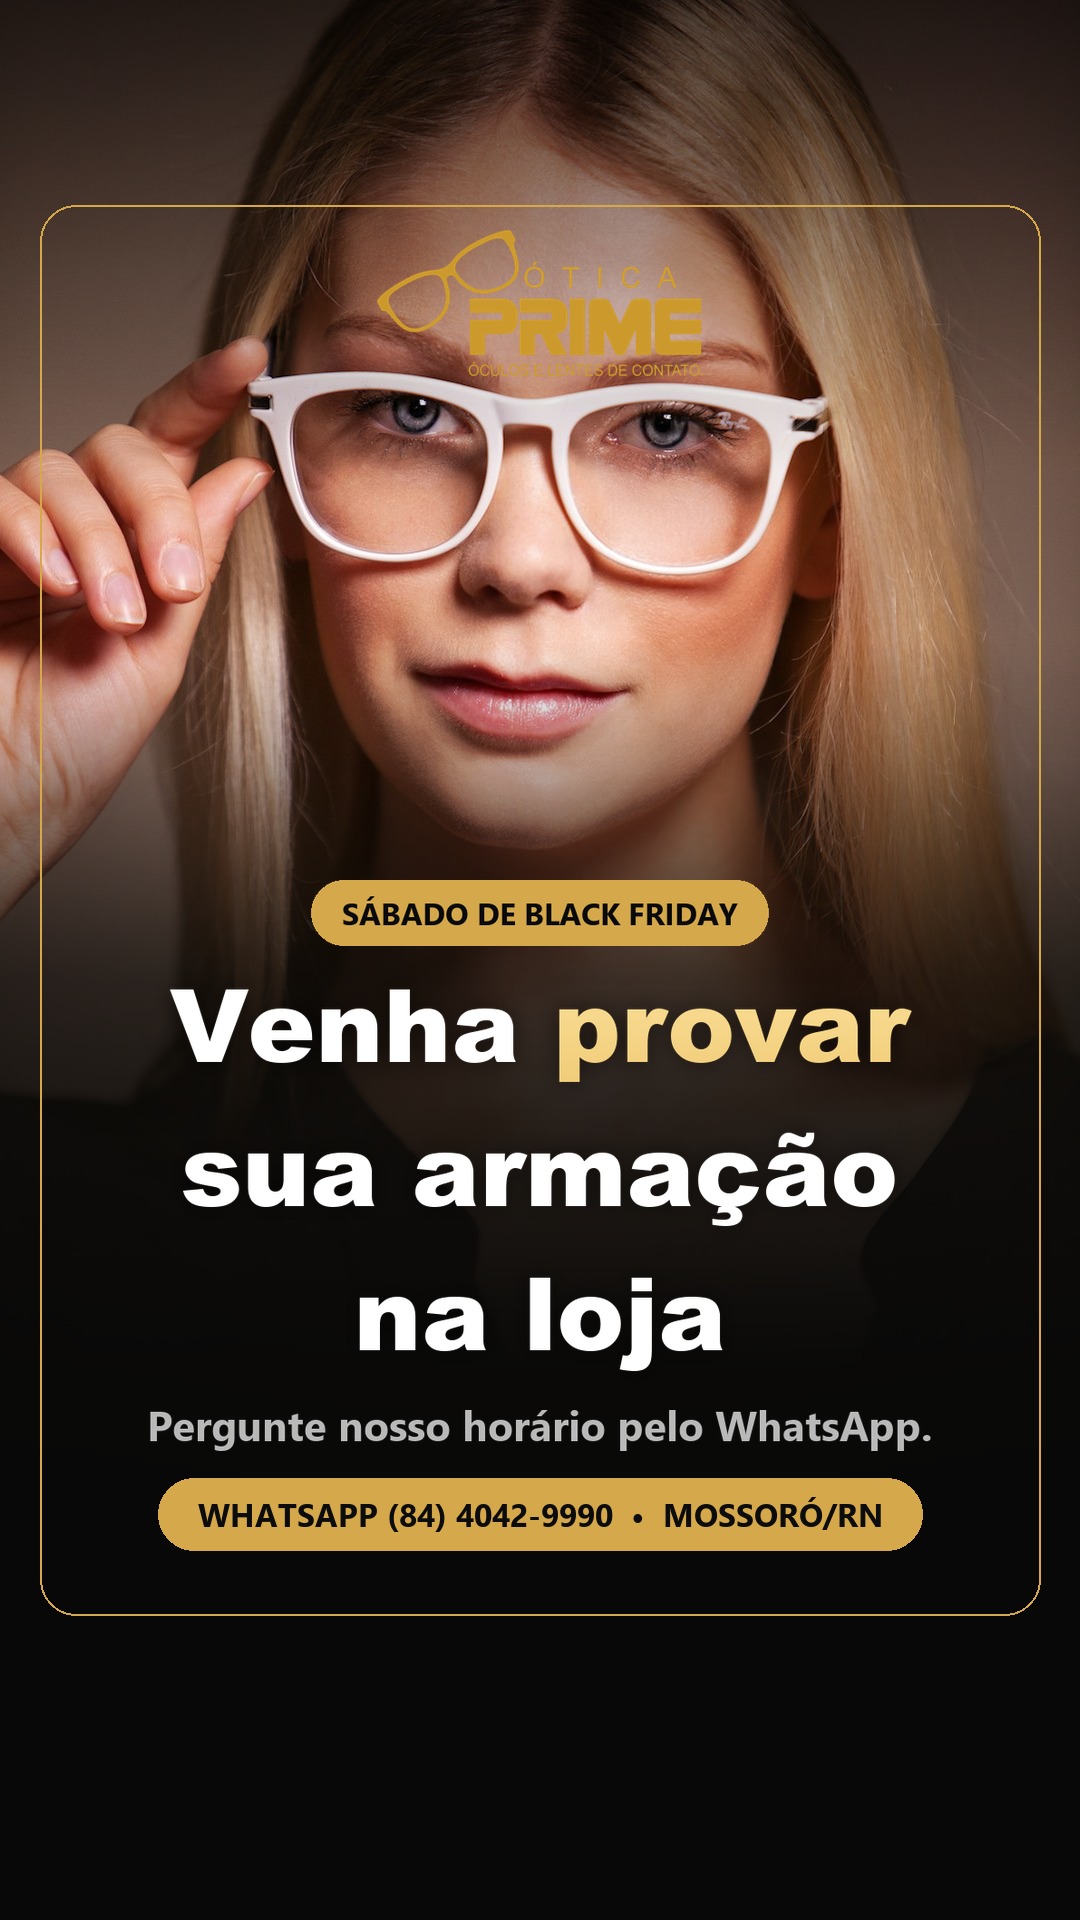 ÓTICA
PRIME
ÓCULOS E LENTES DE CONTATO
SÁBADO DE BLACK FRIDAY
Venha provar
sua armação
na loja
Pergunte nosso horário pelo WhatsApp.
WHATSAPP (84) 4042-9990 • MOSSORÓ/RN